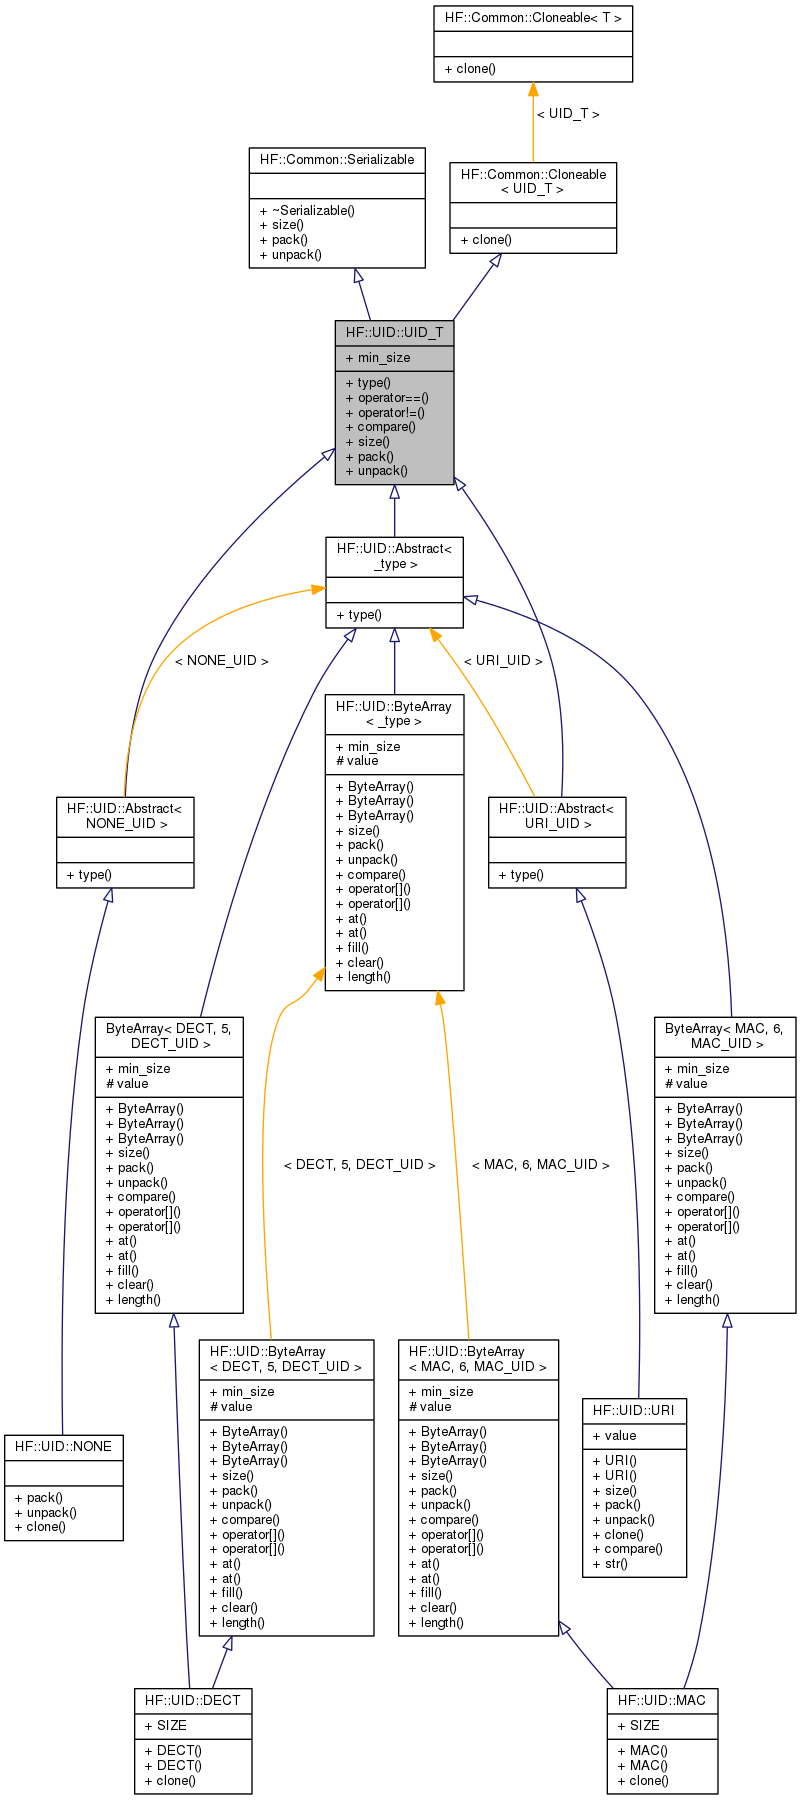 HF::Common::Cloneable< T >
+ clone()
< UID_T >
HF::Common::Serializable
+ ~Serializable()
+ size()
+ pack()
+ unpack()
HF::Common::Cloneable
< UID_T >
+ clone()
HF::UID::UID_T
+ min_size
+ type()
+ operator==()
+ operator!=()
+ compare()
+ size()
+ pack()
+ unpack()
HF::UID::Abstract<
_type >
+ type()
< NONE_UID >
< URI_UID >
HF::UID::ByteArray
< _type >
+ min_size
# value
+ ByteArray()
+ ByteArray()
+ ByteArray()
+ size()
+ pack()
+ unpack()
+ compare()
+ operator[]()
+ operator[]()
+ at()
+ at()
+ fill()
+ clear()
+ length()
HF::UID::Abstract<
NONE_UID >
+ type()
HF::UID::Abstract<
URI_UID >
+ type()
ByteArray< DECT, 5,
DECT_UID >
+ min_size
# value
+ ByteArray()
+ ByteArray()
+ ByteArray()
+ size()
+ pack()
+ unpack()
+ compare()
+ operator[]()
+ operator[]()
+ at()
+ at()
+ fill()
+ clear()
+ length()
ByteArray< MAC, 6,
MAC_UID >
+ min_size
# value
+ ByteArray()
+ ByteArray()
+ ByteArray()
+ size()
+ pack()
+ unpack()
+ compare()
+ operator[]()
+ operator[]()
+ at()
+ at()
+ fill()
+ clear()
+ length()
< DECT, 5, DECT_UID >
< MAC, 6, MAC_UID >
HF::UID::ByteArray
< DECT, 5, DECT_UID >
+ min_size
# value
+ ByteArray()
+ ByteArray()
+ ByteArray()
+ size()
+ pack()
+ unpack()
+ compare()
+ operator[]()
+ operator[]()
+ at()
+ at()
+ fill()
+ clear()
+ length()
HF::UID::ByteArray
< MAC, 6, MAC_UID >
+ min_size
# value
+ ByteArray()
+ ByteArray()
+ ByteArray()
+ size()
+ pack()
+ unpack()
+ compare()
+ operator[]()
+ operator[]()
+ at()
+ at()
+ fill()
+ clear()
+ length()
HF::UID::URI
+ value
+ URI()
+ URI()
+ size()
+ pack()
+ unpack()
+ clone()
+ compare()
+ str()
HF::UID::NONE
+ pack()
+ unpack()
+ clone()
HF::UID::DECT
+ SIZE
+ DECT()
+ DECT()
+ clone()
HF::UID::MAC
+ SIZE
+ MAC()
+ MAC()
+ clone()